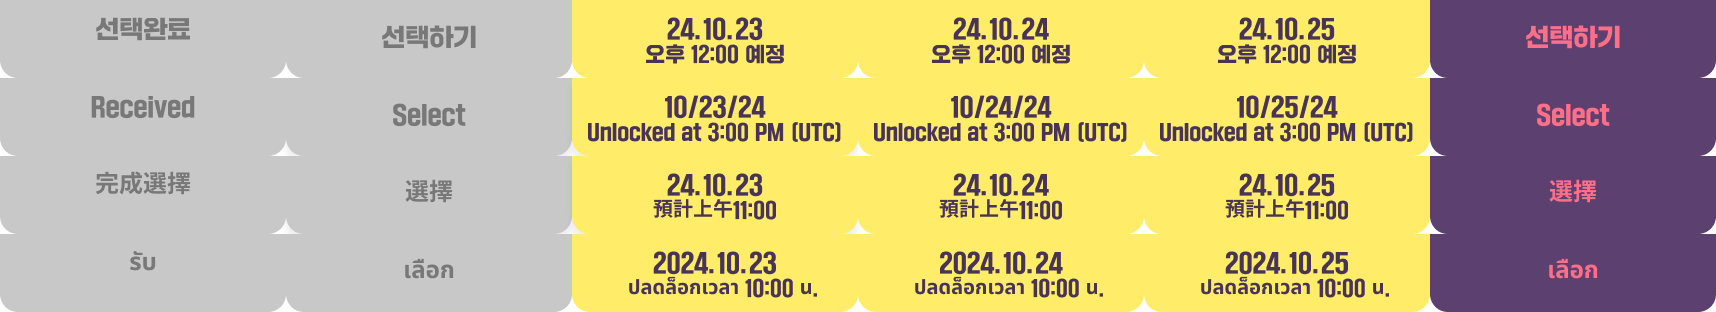 선택완료
선택하기
24.10.23
오후 12:00 예정
24.10.24
오후 12:00 예정
24.10.25
오후 12:00 예정
선택하기
Received
Select
10/23/24
Unlocked at 3:00 PM (UTC)
10/24/24
Unlocked at 3:00 PM (UTC)
10/25/24
Unlocked at 3:00 PM (UTC)
Select
完成選擇
選擇
24.10.23
預計上午11:00
24.10.24
預計上午11:00
24.10.25
預計上午11:00
選擇
รับ
เลือก
2024.10.23
ปลดล็อกเวลา 10:00 น.
2024.10.24
ปลดล็อกเวลา 10:00 น.
2024.10.25
ปลดล็อกเวลา 10:00 น.
เลือก